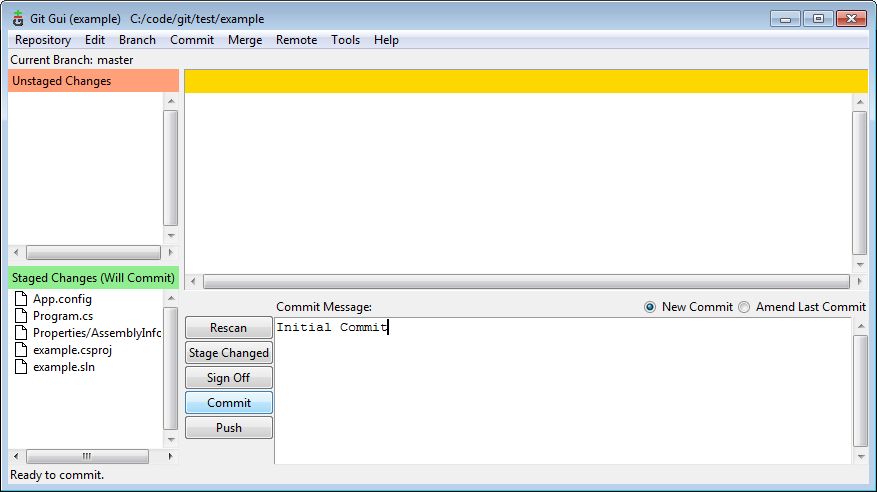 Git Gui (example) C:/code/git/test/example
Repository Edit Branch Commit Merge Remote Tools Help
Current Branch: master
Unstaged Changes
Staged Changes (Will Commit)
App.config
Program.cs
Properties/AssemblyInfo
example.csproj
example.sln
Commit Message:
New Commit
Amend Last Commit
Initial Commit
Rescan
Stage Changed
Sign Off
Commit
Push
Ready to commit.